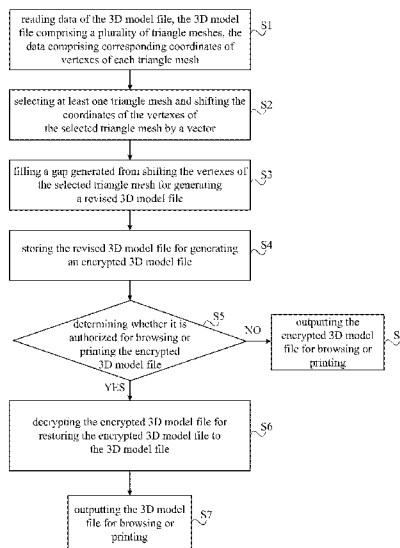 reading data of the 3D model file, the 3D
model file comprising a plurality of triangle meshes, the
data comprising corresponding coordinates of
vertexes of each triangle mesh
S1
selecting at least one triangle mesh and shifting the
coordinates of the vertexes of
the selected triangle mesh by a vector
S2
filling a gap generated from shifting the vertexes of
the selected triangle mesh for generating
a revised 3D model file
S3
storing the revised 3D model file for generating
an encrypted 3D model file
S4
S5
determining whether it is
authorized for browsing or
printing the encrypted
3D model file
NO
outputting the
encrypted 3D model
file for browsing or
printing
S
YES
decrypting the encrypted 3D model file for
restoring the encrypted 3D model file to
the 3D model file
S6
outputting the 3D model
file for browsing or
printing
S7